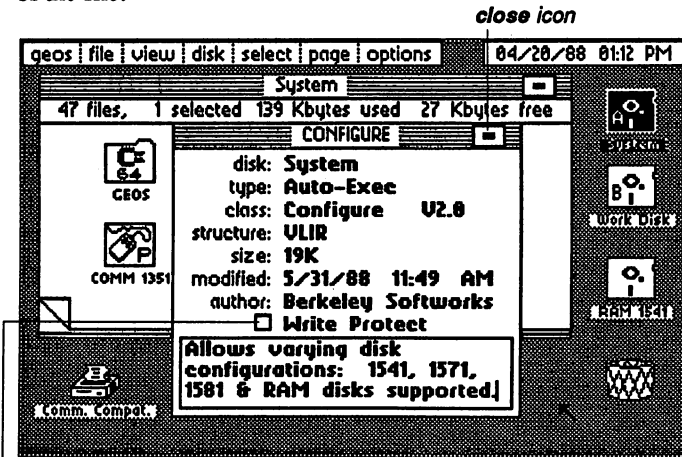 close icon
geos file view disk select page options 04/20/88 01:12 PM
System
47 files, 1 selected 139 Kbytes used 27 Kbytes free
CONFIGURE
disk: System
type: Auto-Exec
class: Configure V2.0
structure: VLIR
size: 19K
modified: 5/31/88 11:49 AM
author: Berkeley Softworks
Write Protect
Allows varying disk
configurations: 1541, 1571,
1581 & RAM disks supported.
64
GEOS
P
COMM 1351
Comm. Compat.
A
System
B
Work Disk
RAM 1541